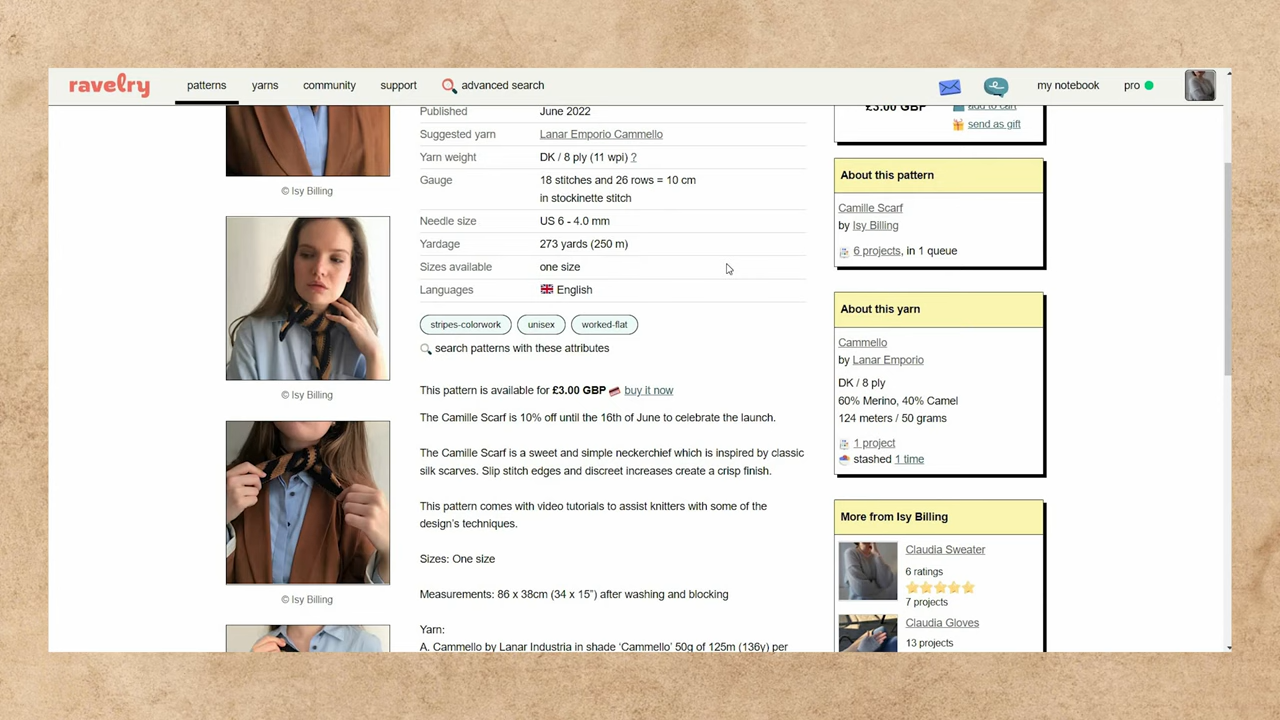 ravelry
patterns
yarns
community
support
advanced search
my notebook
pro
© Isy Billing
© Isy Billing
© Isy Billing
Published June 2022
Suggested yarn Lanar Emporio Cammello
Yarn weight DK / 8 ply (11 wpi) ?
Gauge 18 stitches and 26 rows = 10 cm
in stockinette stitch
Needle size US 6 - 4.0 mm
Yardage 273 yards (250 m)
Sizes available one size
Languages English
stripes-colorwork unisex worked-flat
search patterns with these attributes
This pattern is available for £3.00 GBP buy it now
The Camille Scarf is 10% off until the 16th of June to celebrate the launch.
The Camille Scarf is a sweet and simple neckerchief which is inspired by classic
silk scarves. Slip stitch edges and discreet increases create a crisp finish.
This pattern comes with video tutorials to assist knitters with some of the
design's techniques.
Sizes: One size
Measurements: 86 x 38cm (34 x 15") after washing and blocking
Yarn:
A. Cammello by Lanar Industria in shade ‘Cammello’ 50g of 125m (136y) per
£3.00 GBP add to cart
send as gift
About this pattern
Camille Scarf
by Isy Billing
6 projects, in 1 queue
About this yarn
Cammello
by Lanar Emporio
DK / 8 ply
60% Merino, 40% Camel
124 meters / 50 grams
1 project
stashed 1 time
More from Isy Billing
Claudia Sweater
6 ratings
7 projects
Claudia Gloves
13 projects